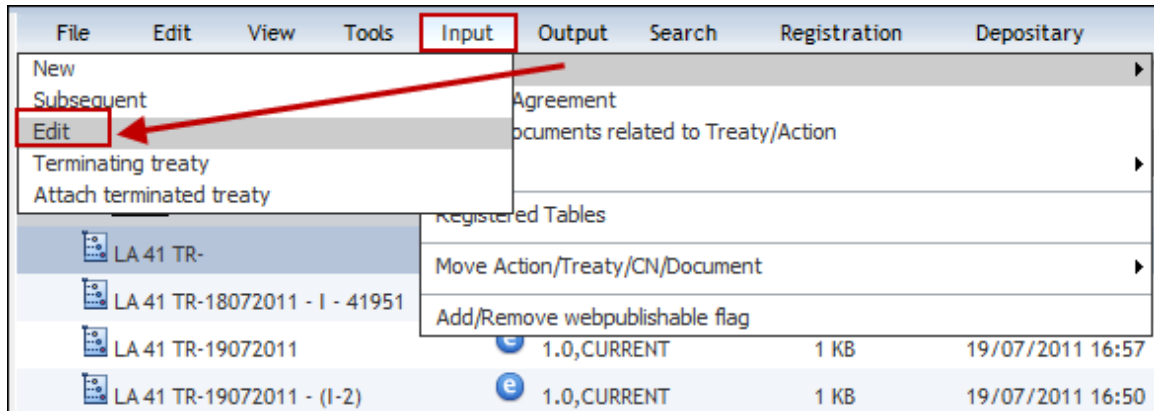 File Edit View Tools Input Output Search Registration Depositary
New
Subsequent Agreement
Edit ocuments related to Treaty/Action
Terminating treaty
Attach terminated treaty
Registered Tables
LA 41 TR-
Move Action/Treaty/CN/Document
LA 41 TR-18072011 - I - 41951
Add/Remove webpublishable flag
LA 41 TR-19072011 1.0,CURRENT 1 KB 19/07/2011 16:57
LA 41 TR-19072011 - (I-2) 1.0,CURRENT 1 KB 19/07/2011 16:50